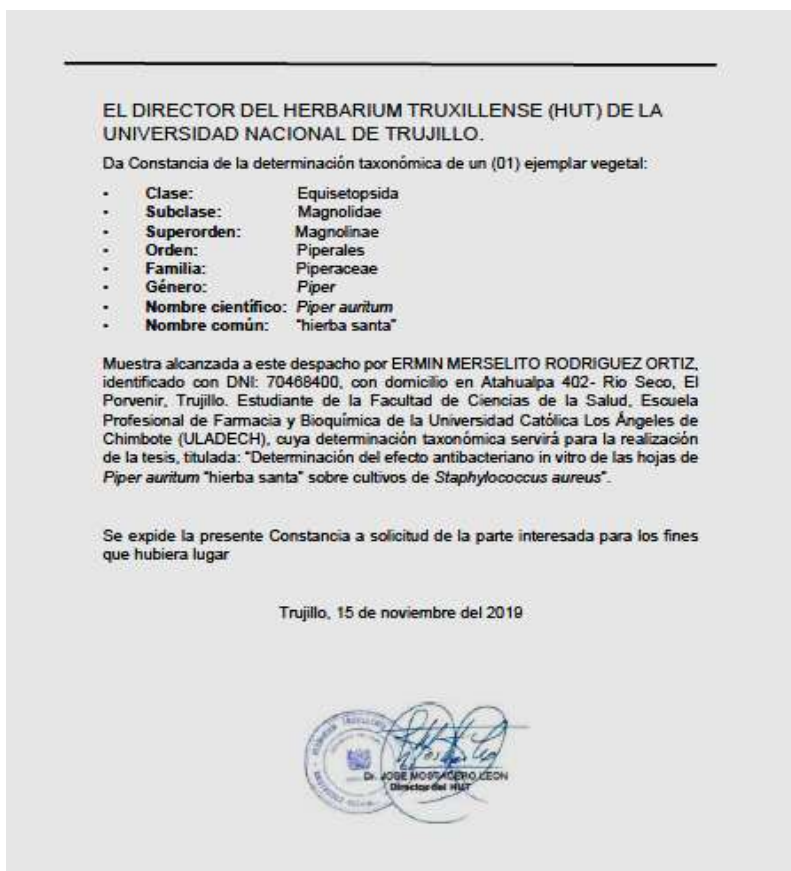 EL DIRECTOR DEL HERBARIUM TRUXILLENSE (HUT) DE LA
UNIVERSIDAD NACIONAL DE TRUJILLO.
Da Constancia de la determinación taxonómica de un (01) ejemplar vegetal:
- Clase: Equisetopsida
- Subclase: Magnolidae
- Superorden: Magnolinae
- Orden: Piperales
- Familia: Piperaceae
- Género: Piper
- Nombre científico: Piper auritum
- Nombre común: "hierba santa"
Muestra alcanzada a este despacho por ERMIN MERSELITO RODRIGUEZ ORTIZ,
identificado con DNI: 70468400, con domicilio en Atahualpa 402- Rio Seco, El
Porvenir, Trujillo. Estudiante de la Facultad de Ciencias de la Salud, Escuela
Profesional de Farmacia y Bioquímica de la Universidad Católica Los Ángeles de
Chimbote (ULADECH), cuya determinación taxonómica servirá para la realización
de la tesis, titulada: "Determinación del efecto antibacteriano in vitro de las hojas de
Piper auritum "hierba santa" sobre cultivos de Staphylococcus aureus".
Se expide la presente Constancia a solicitud de la parte interesada para los fines
que hubiera lugar
Trujillo, 15 de noviembre del 2019
HERBARIUM TRUXILLENSE
Dr. JOSE MOSTACERO LEON
Director del HUT